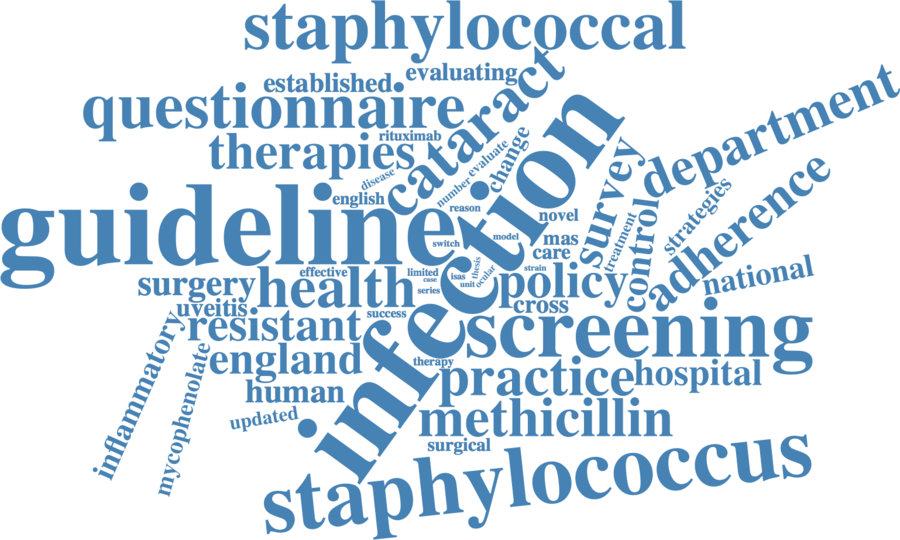 staphylococcal
established
evaluating
questionnaire
cataract
department
rituximab
therapies
disease
number
evaluate
change
english
reason
infection
survey
strategies
guideline
novel
switch
model
mas
care
treatment
control
adherence
surgery
effective
health
limited
case
series
isas
unit
thesis
ocular
strain
policy
national
uveitis
success
cross
resistant
screening
england
therapy
inflammatory
mycophenolate
human
practice
hospital
updated
methicillin
surgical
staphylococcus